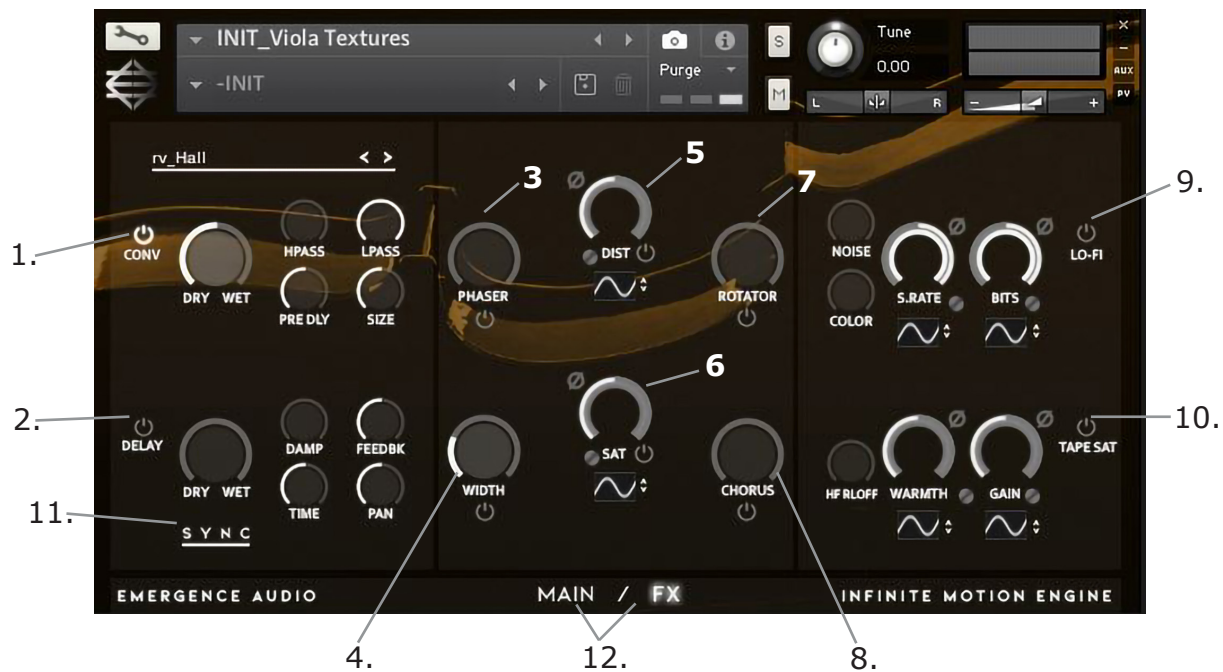 INIT_Viola Textures
-INIT
Purge
S
M
Tune
0.00
L R
- +
x
-
AUX
PV
rv_Hall < >
1.
CONV
DRY WET
HPASS LPASS
PRE DLY SIZE
2.
DELAY
DRY WET
DAMP FEEDBK
TIME PAN
11.
SYNC
3
PHASER
5
DIST
7
ROTATOR
4.
WIDTH
6
SAT
8.
CHORUS
NOISE
COLOR
S.RATE BITS
9.
LO-FI
HF RLOFF WARMTH GAIN
10.
TAPE SAT
EMERGENCE AUDIO
MAIN / FX
12.
INFINITE MOTION ENGINE